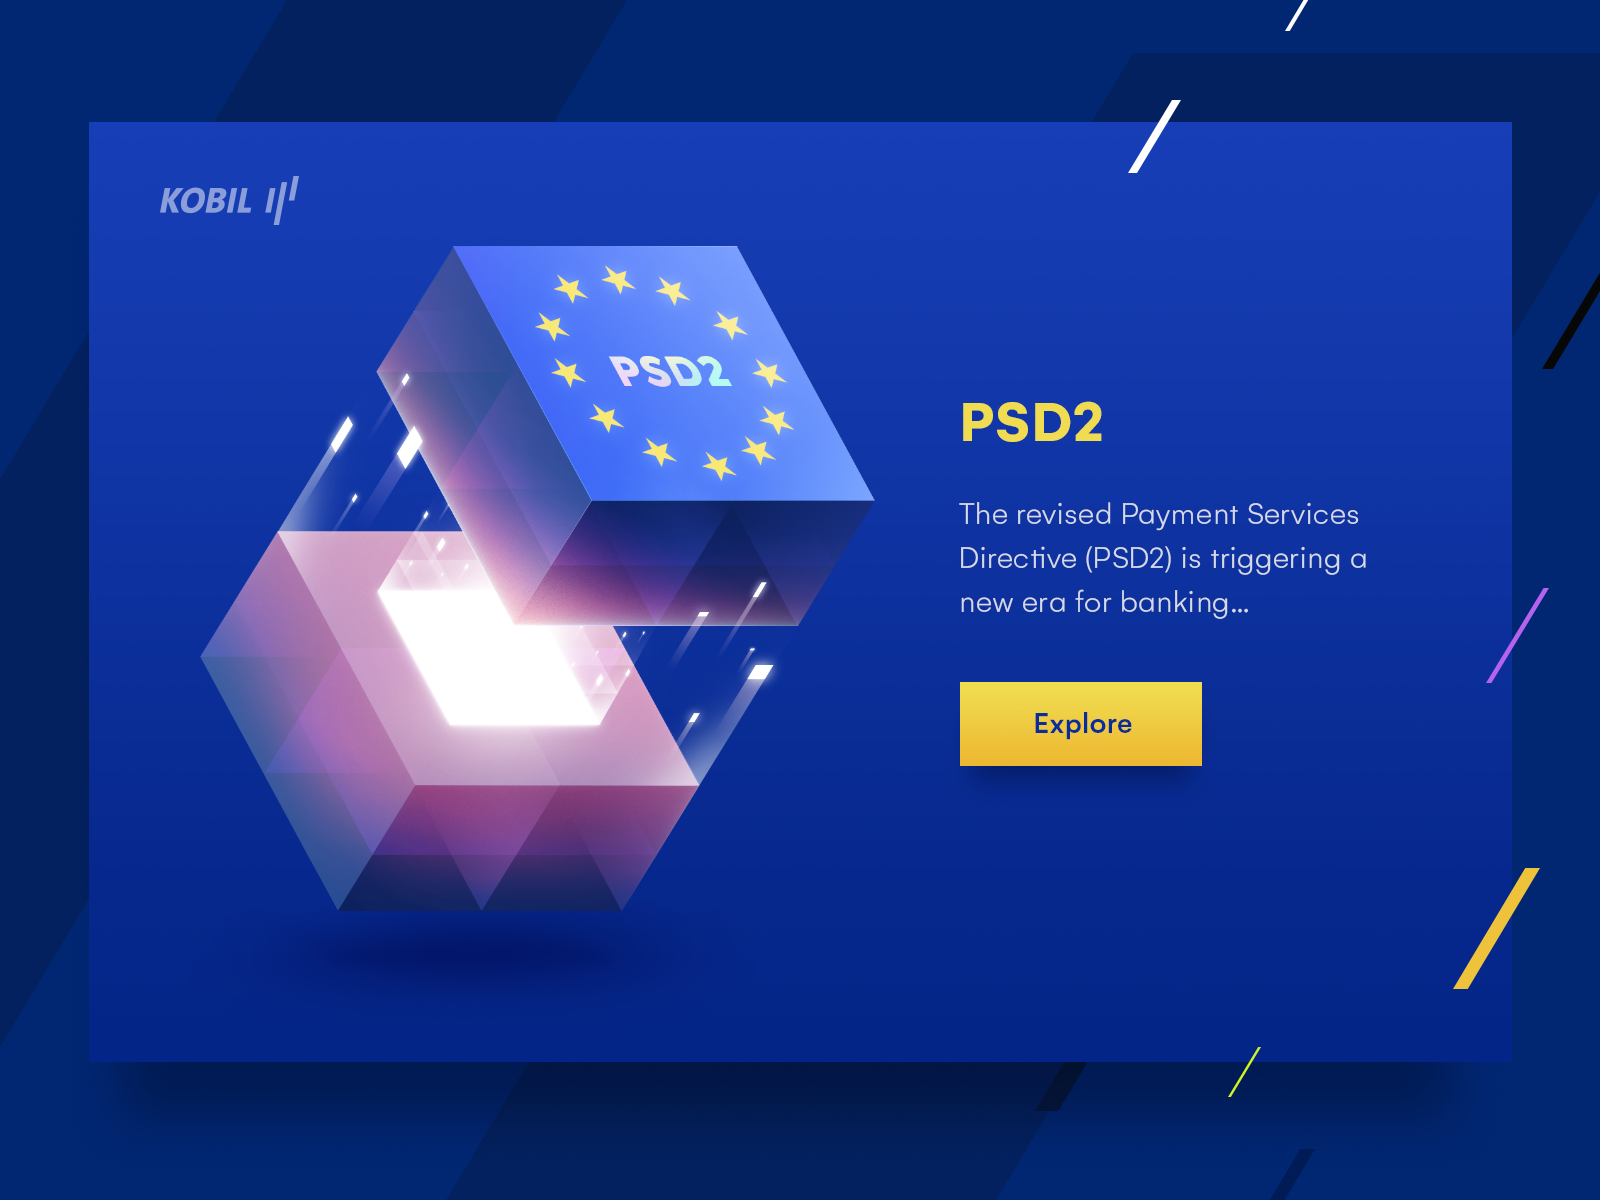 KOBIL
PSD2
PSD2
The revised Payment Services
Directive (PSD2) is triggering a
new era for banking...
Explore